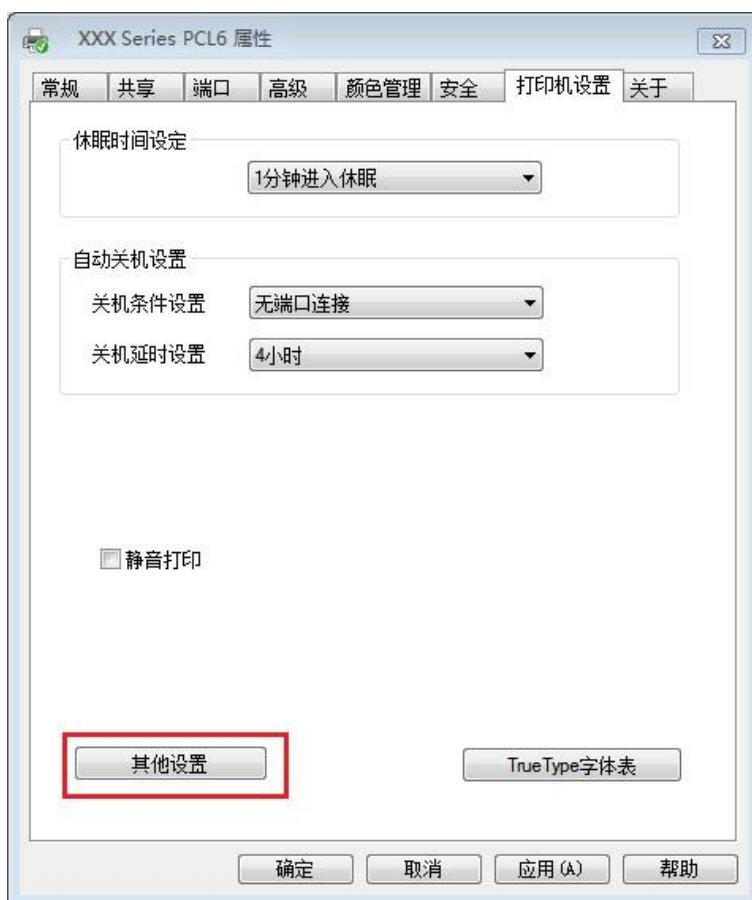 XXX Series PCL6 属性
常规 共享 端口 高级 颜色管理 安全 打印机设置 关于
休眠时间设定
1分钟进入休眠
自动关机设置
关机条件设置 无端口连接
关机延时设置 4小时
静音打印
其他设置 TrueType字体表
确定 取消 应用(A) 帮助